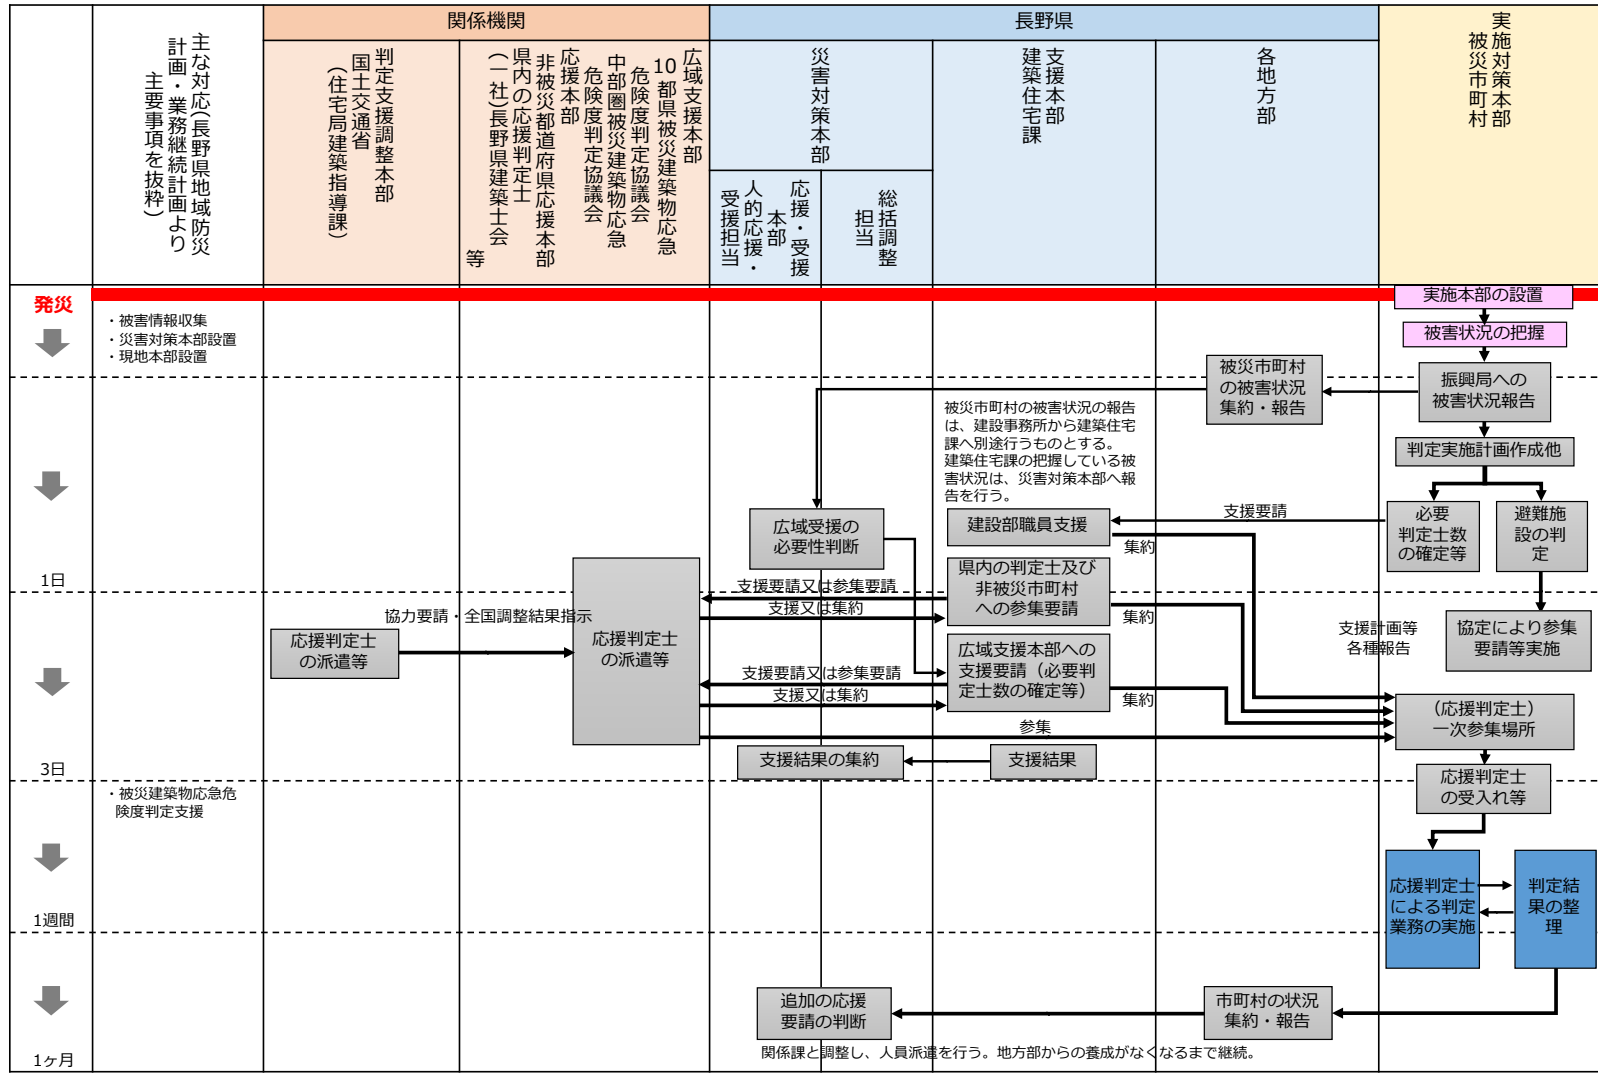 関係機関
長野県
実施対策本部
被災市町村
主な対応(長野県地域防災
計画・業務継続計画より
主要事項を抜粋)
判定支援調整本部
国土交通省
(住宅局建築指導課)
広域支援本部
10都県被災建築物応急
危険度判定協議会
中部圏被災建築物応急
危険度判定協議会
応援本部
非被災都道府県応援本部
県内の応援判定士
(一社)長野県建築士会
等
災害対策本部
応援・受援
本部
人的応援・
受援担当
総括調整
担当
支援本部
建築住宅課
各地方部
発災
・被害情報収集
・災害対策本部設置
・現地本部設置
実施本部の設置
被害状況の把握
振興局への
被害状況報告
被災市町村
の被害状況
集約・報告
被災市町村の被害状況の報告
は、建設事務所から建築住宅
課へ別途行うものとする。
建築住宅課の把握している被
害状況は、災害対策本部へ報
告を行う。
判定実施計画作成他
広域受援の
必要性判断
建設部職員支援
支援要請
集約
必要
判定士数
の確定等
避難施
設の判
定
1日
県内の判定士及び
非被災市町村
への参集要請
支援要請又は参集要請
支援又は集約
集約
協力要請・全国調整結果指示
応援判定士
の派遣等
応援判定士
の派遣等
広域支援本部への
支援要請(必要判
定士数の確定等)
支援要請又は参集要請
支援又は集約
集約
支援計画等
各種報告
協定により参集
要請等実施
(応援判定士)
一次参集場所
参集
支援結果の集約
支援結果
3日
・被災建築物応急危
険度判定支援
応援判定士
の受入れ等
応援判定士
による判定
業務の実施
判定結
果の整
理
1週間
追加の応援
要請の判断
市町村の状況
集約・報告
関係課と調整し、人員派遣を行う。地方部からの養成がなくなるまで継続。
1ヶ月